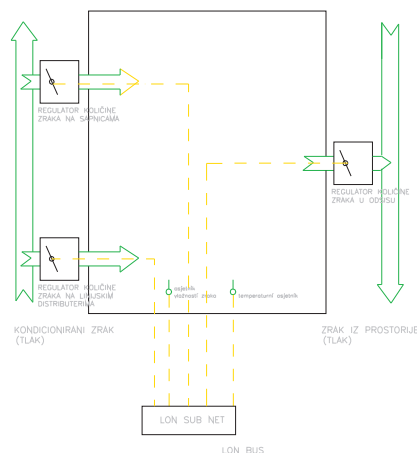 REGULATOR KOLIČINE
ZRAKA NA SAPNICAMA
REGULATOR KOLIČINE
ZRAKA U ODSISU
REGULATOR KOLIČINE
ZRAKA NA LINIJSKIM
DISTRIBUTERIMA
osjetnik
vlažnosti zraka
temperaturni osjetnik
KONDICIONIRANI ZRAK
(TLAK)
ZRAK IZ PROSTORIJE
(TLAK)
LON SUB NET
LON BUS